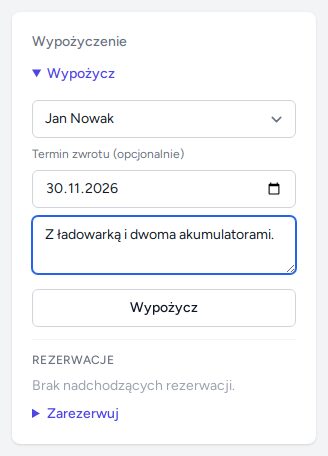 Wypożyczenie
Wypożycz
Jan Nowak
Termin zwrotu (opcjonalnie)
30.11.2026
Z ładowarką i dwoma akumulatorami.
Wypożycz
REZERWACJE
Brak nadchodzących rezerwacji.
Zarezerwuj